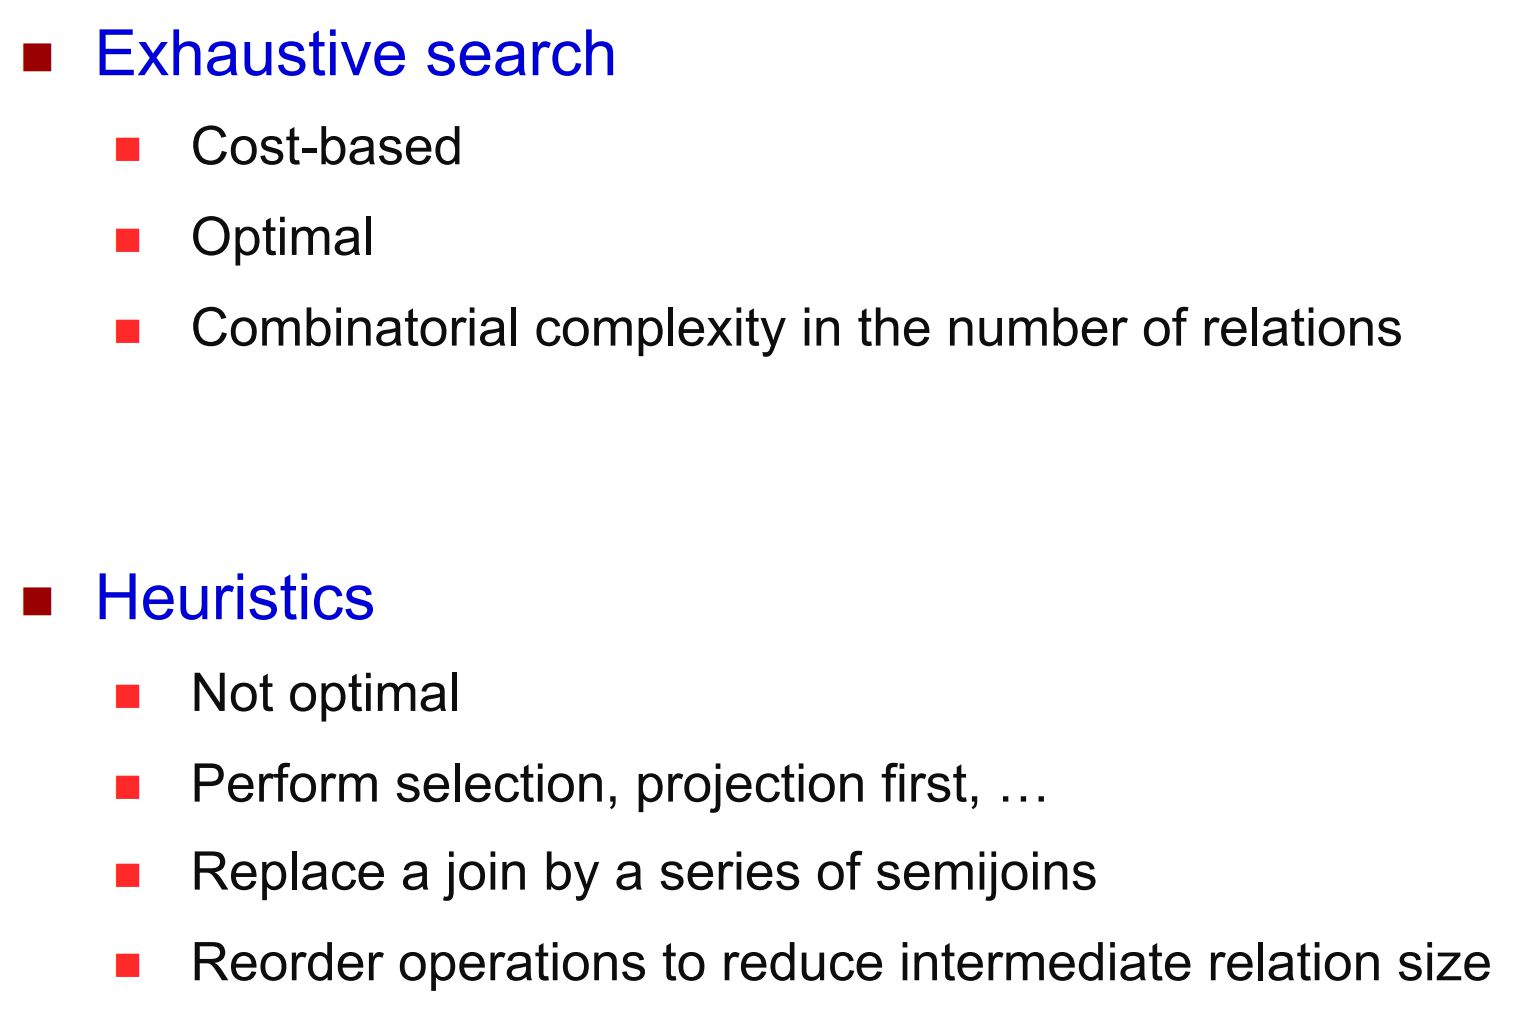 Exhaustive search
Cost-based
Optimal
Combinatorial complexity in the number of relations
Heuristics
Not optimal
Perform selection, projection first, …
Replace a join by a series of semijoins
Reorder operations to reduce intermediate relation size